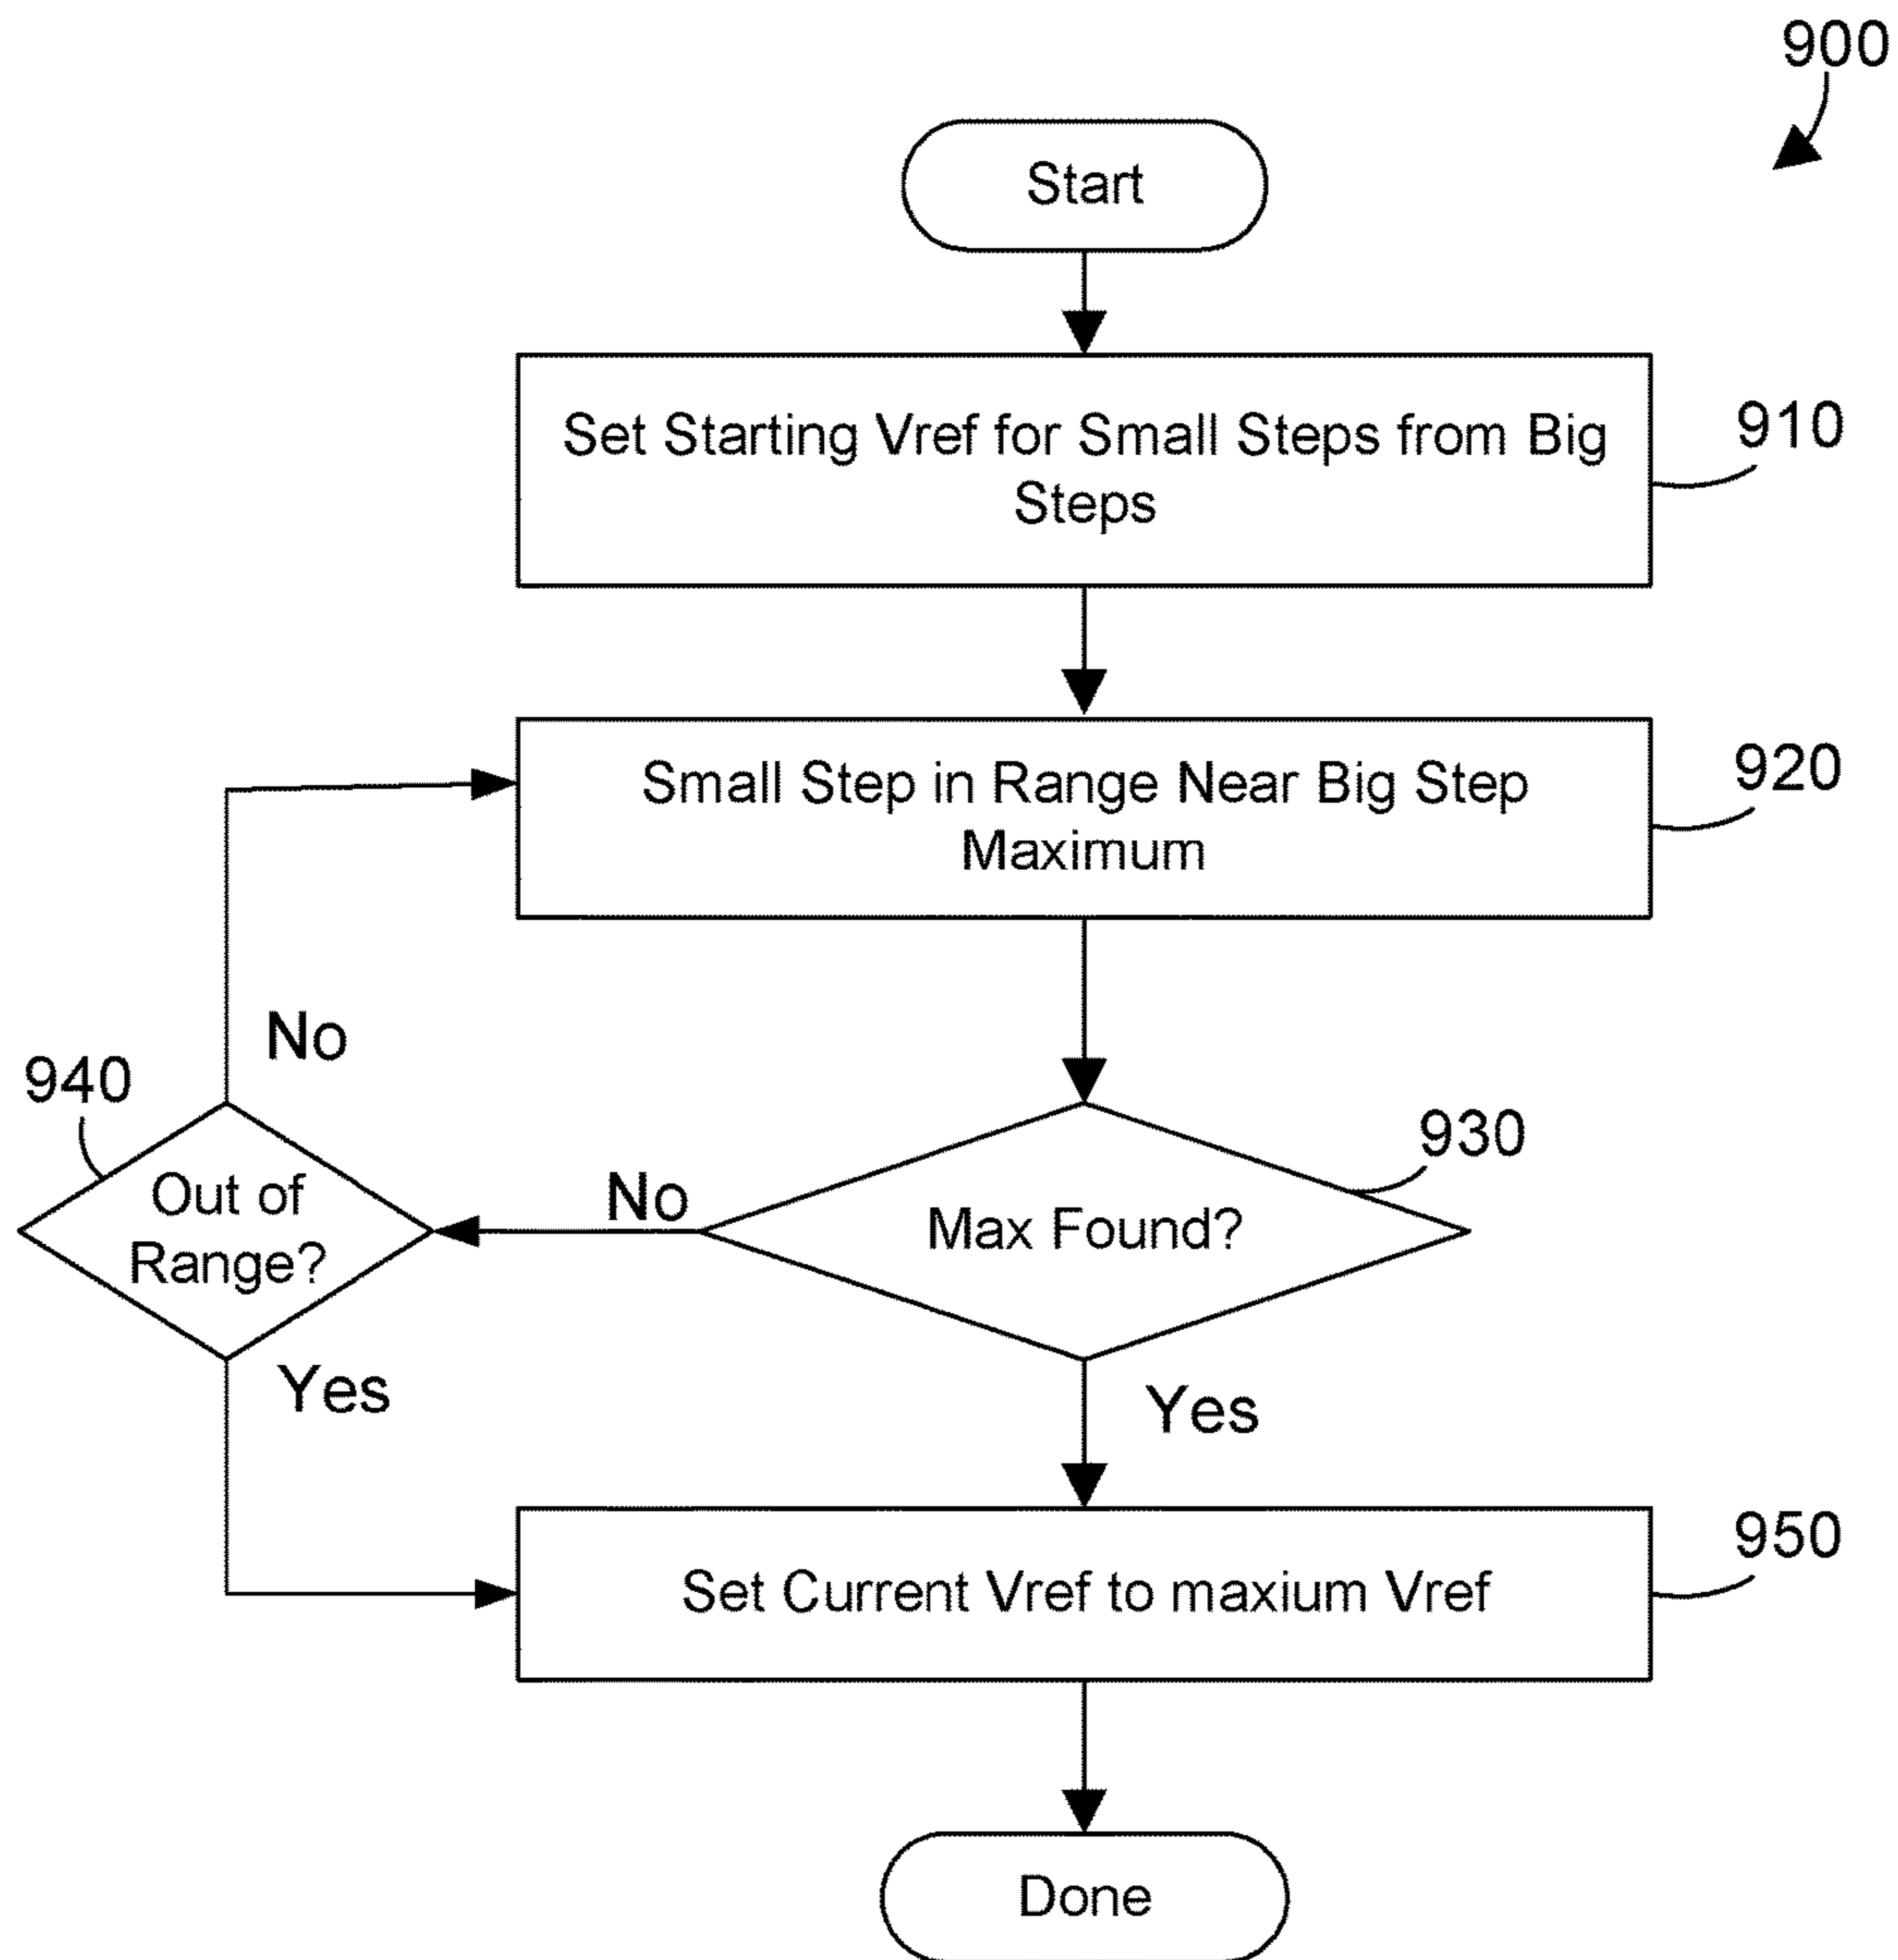 900
Start
Set Starting Vref for Small Steps from Big
Steps
910
Small Step in Range Near Big Step
Maximum
920
No
940
Out of
Range?
No
Max Found?
930
Yes
Yes
Set Current Vref to maxium Vref
950
Done